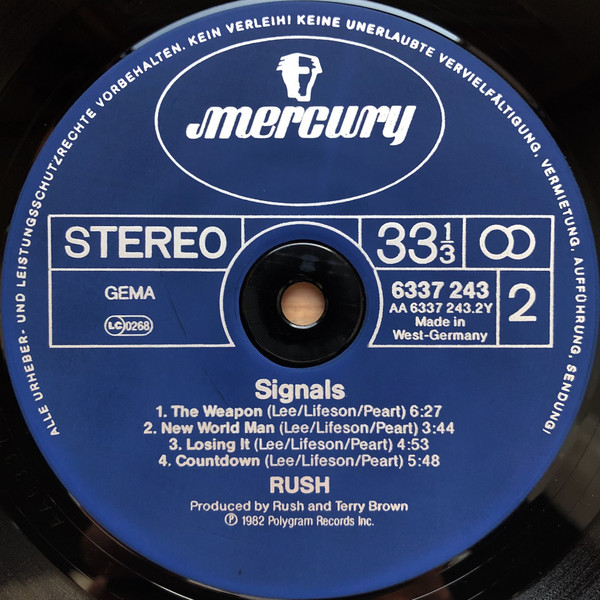 ALLE URHEBER- UND LEISTUNGSSCHUTZRECHTE VORBEHALTEN. KEIN VERLEIH! KEINE UNERLAUBTE VERVIELFÄLTIGUNG, VERMIETUNG, AUFFÜHRUNG, SENDUNG!
mercury
STEREO
33 1/3
GEMA
LC 0268
6337 243
AA 6337 243.2Y
Made in
West-Germany
2
Signals
1. The Weapon (Lee/Lifeson/Peart) 6:27
2. New World Man (Lee/Lifeson/Peart) 3:44
3. Losing It (Lee/Lifeson/Peart) 4:53
4. Countdown (Lee/Lifeson/Peart) 5:48
RUSH
Produced by Rush and Terry Brown
℗ 1982 Polygram Records Inc.